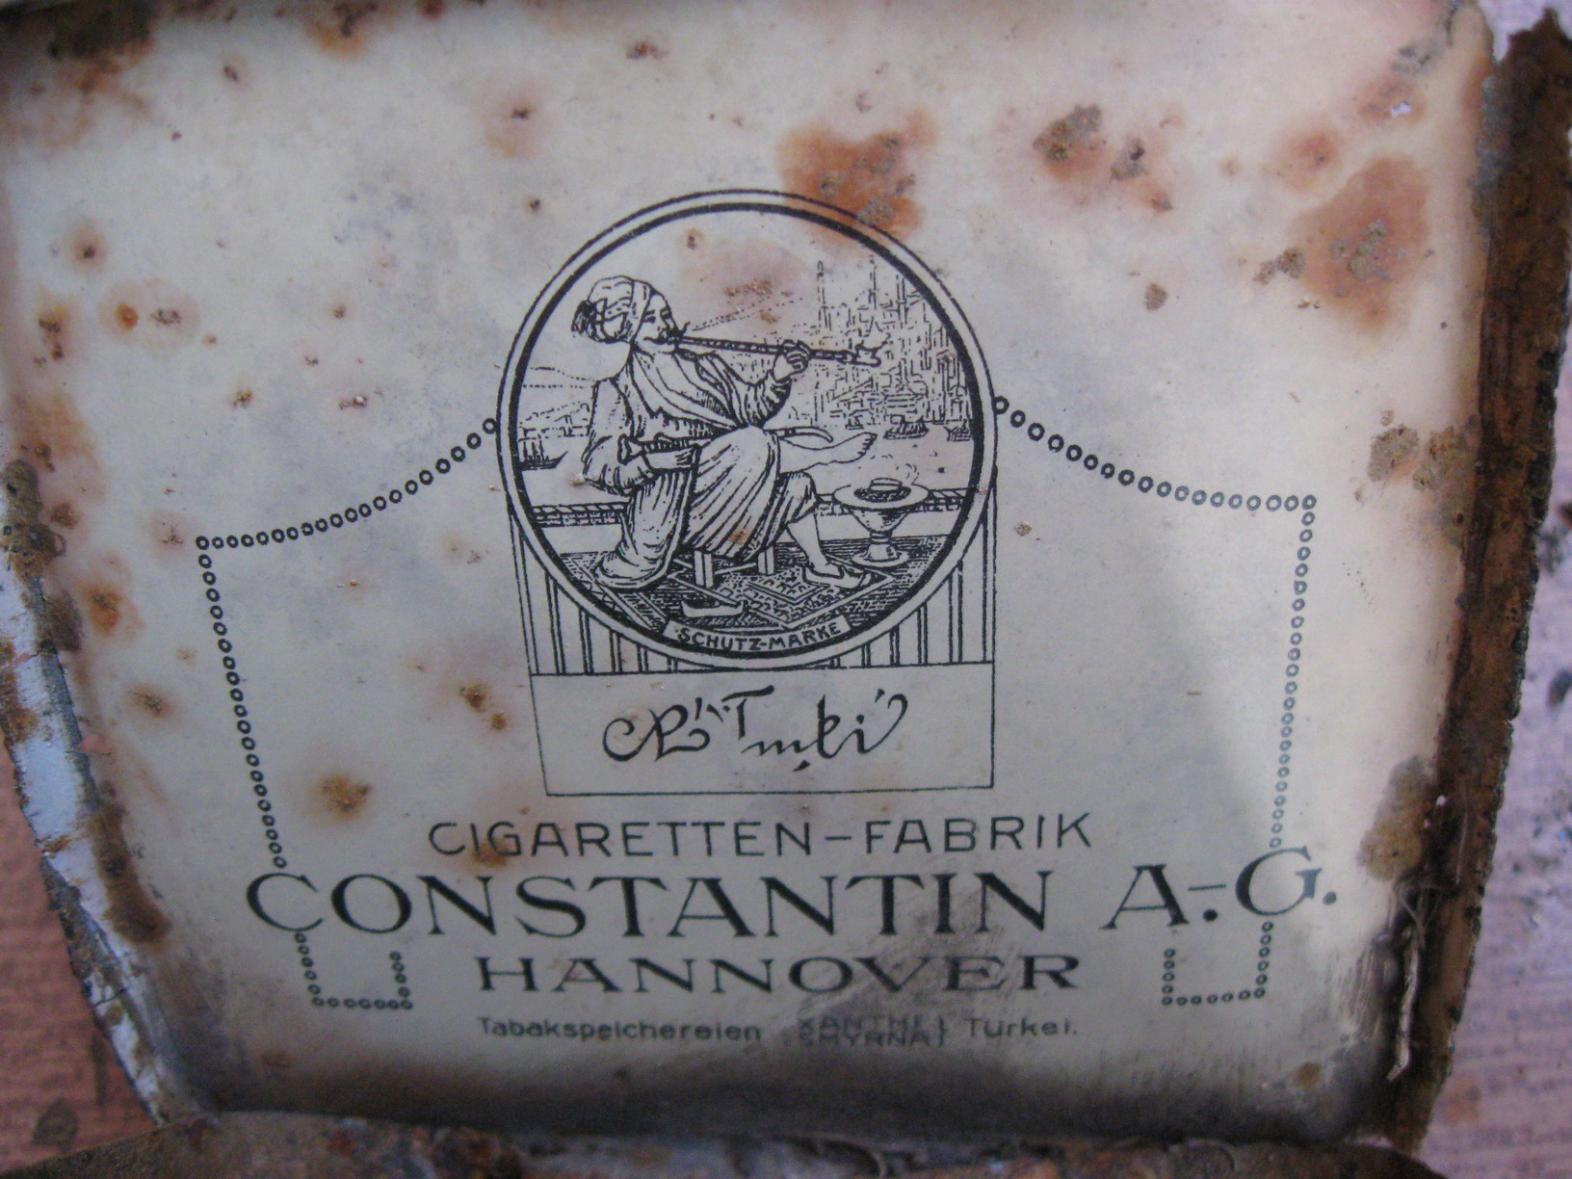 SCHUTZ-MARKE
CIGARETTEN-FABRIK
CONSTANTIN A.-G.
HANNOVER
Tabakspeichereien XANTHI } Türkei.
SMYRNA